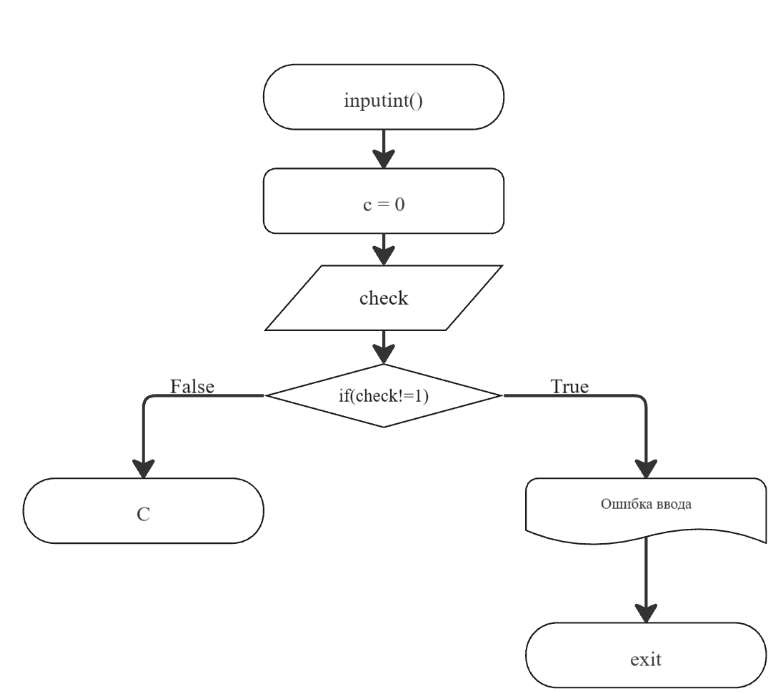 inputint()
c = 0
check
if(check!=1)
False
True
C
Ошибка ввода
exit